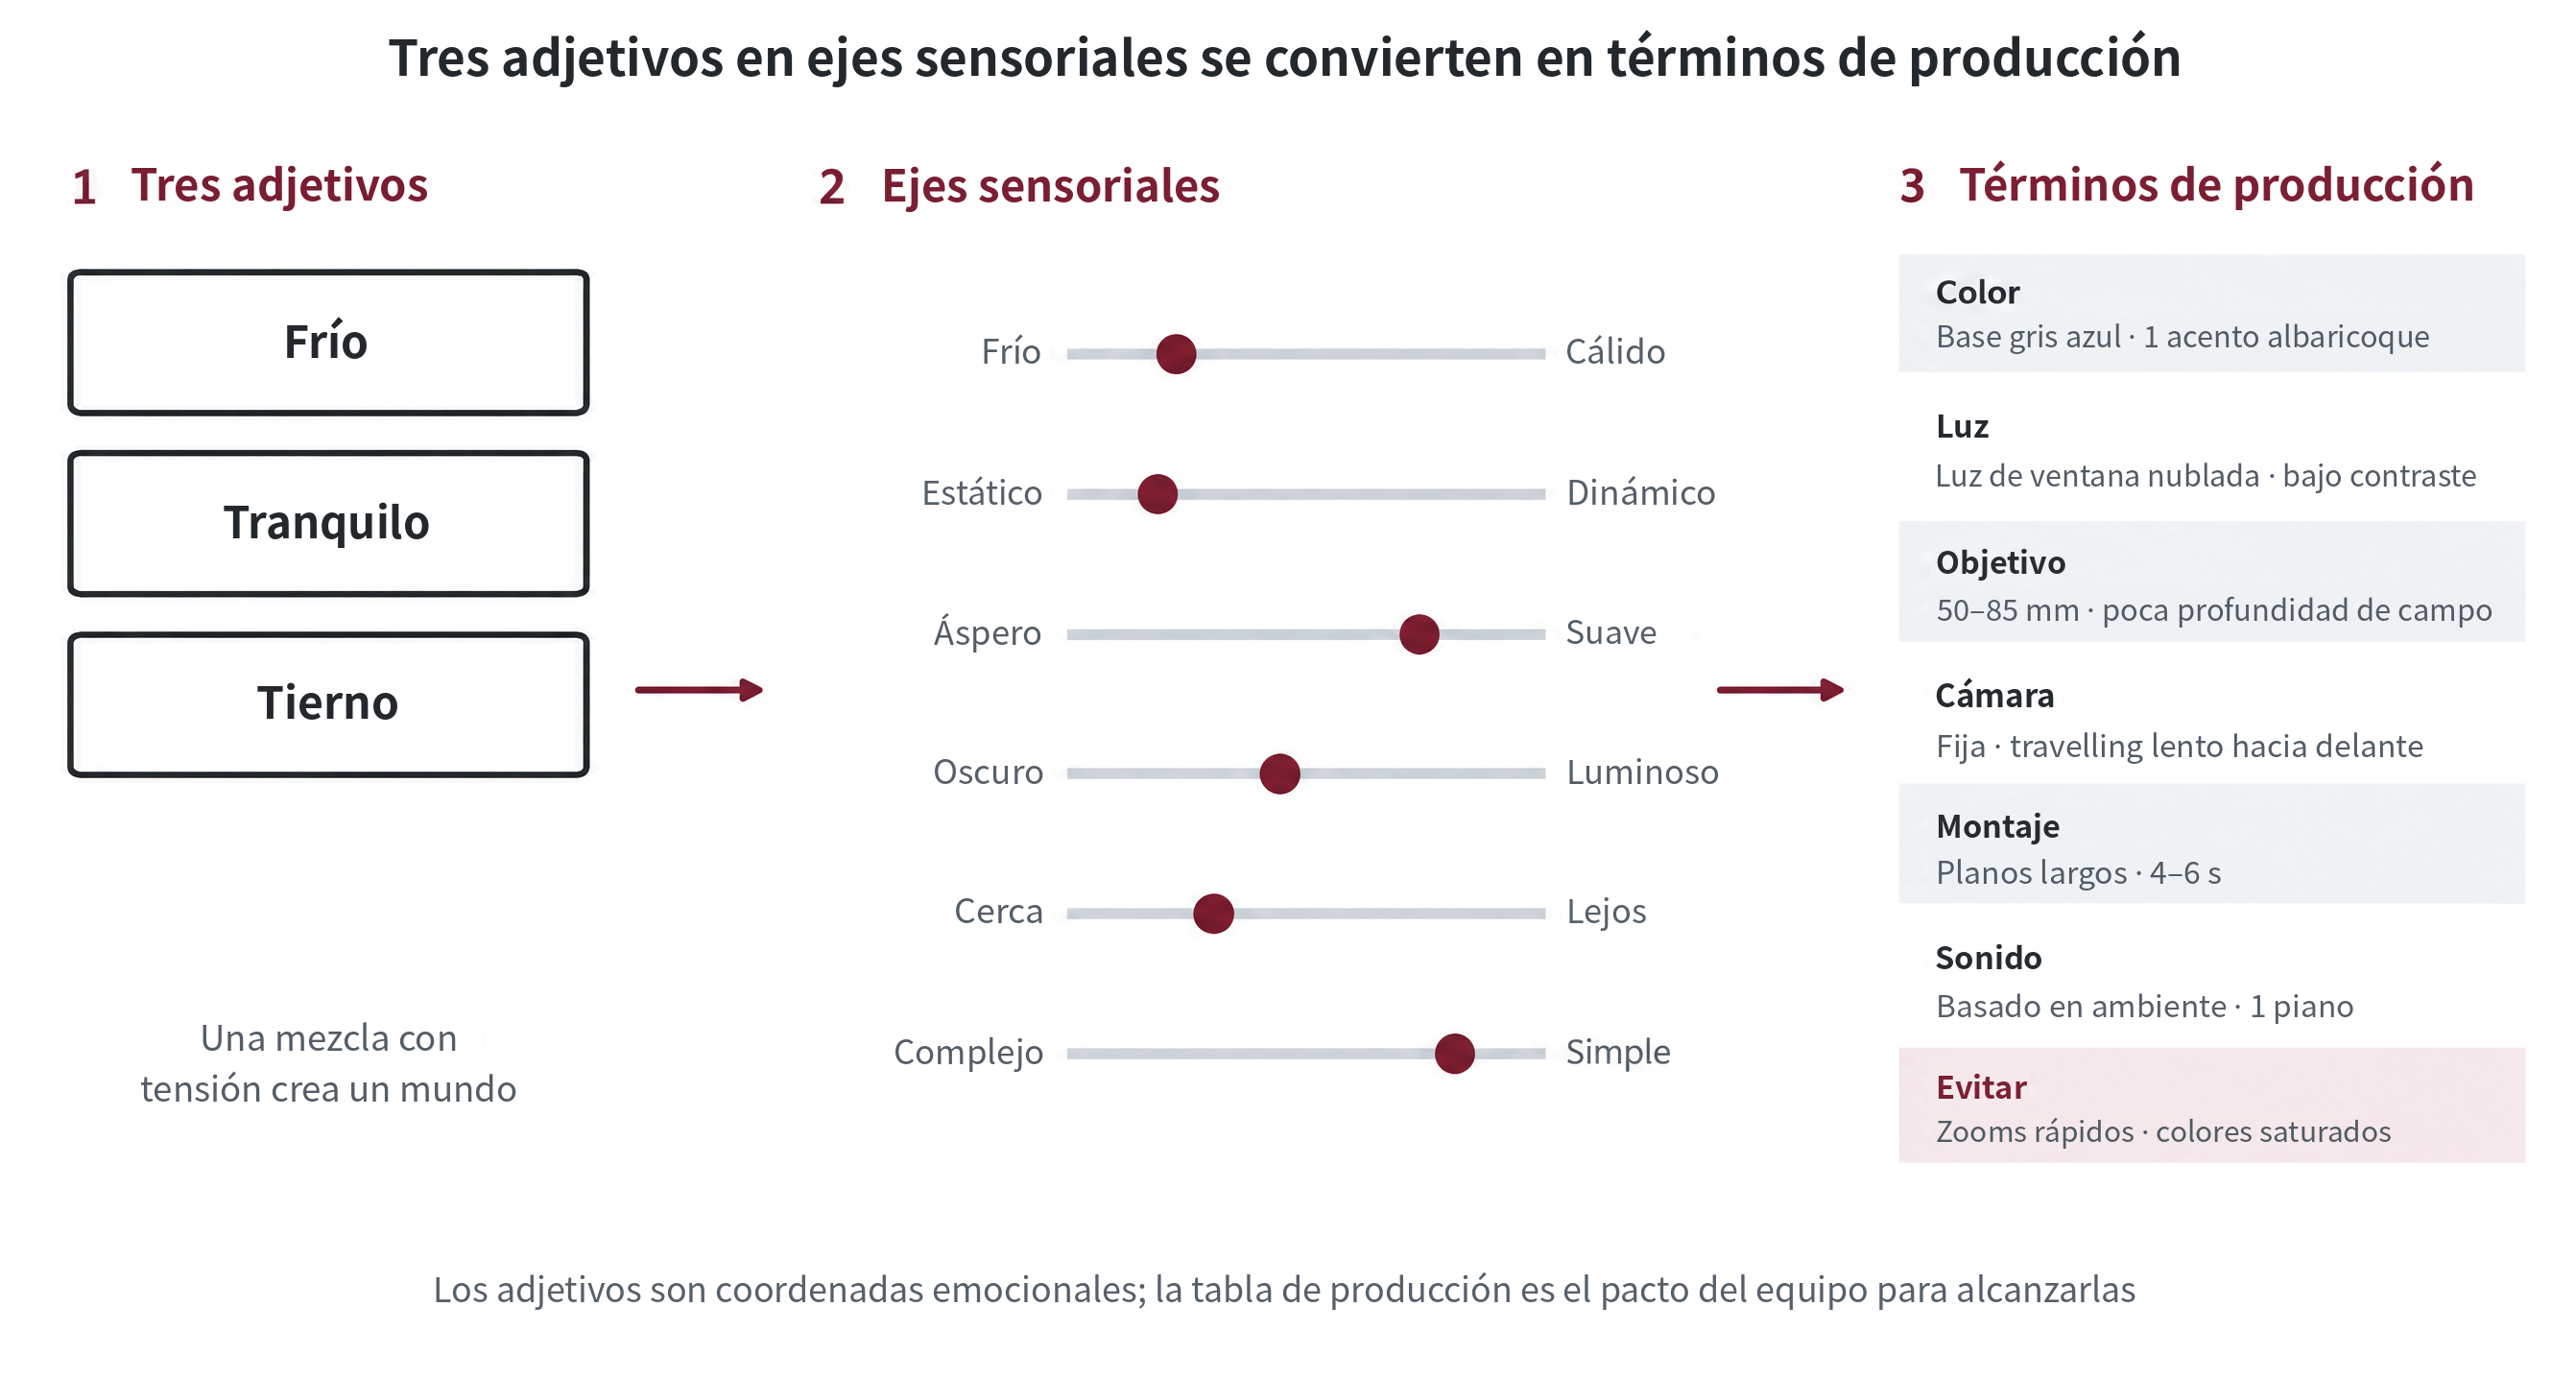 Tres adjetivos en ejes sensoriales se convierten en términos de producción
1 Tres adjetivos
Frío
Tranquilo
Tierno
Una mezcla con
tensión crea un mundo
2 Ejes sensoriales
Frío Cálido
Estático Dinámico
Áspero Suave
Oscuro Luminoso
Cerca Lejos
Complejo Simple
3 Términos de producción
Color
Base gris azul · 1 acento albaricoque
Luz
Luz de ventana nublada · bajo contraste
Objetivo
50–85 mm · poca profundidad de campo
Cámara
Fija · travelling lento hacia delante
Montaje
Planos largos · 4–6 s
Sonido
Basado en ambiente · 1 piano
Evitar
Zooms rápidos · colores saturados
Los adjetivos son coordenadas emocionales; la tabla de producción es el pacto del equipo para alcanzarlas